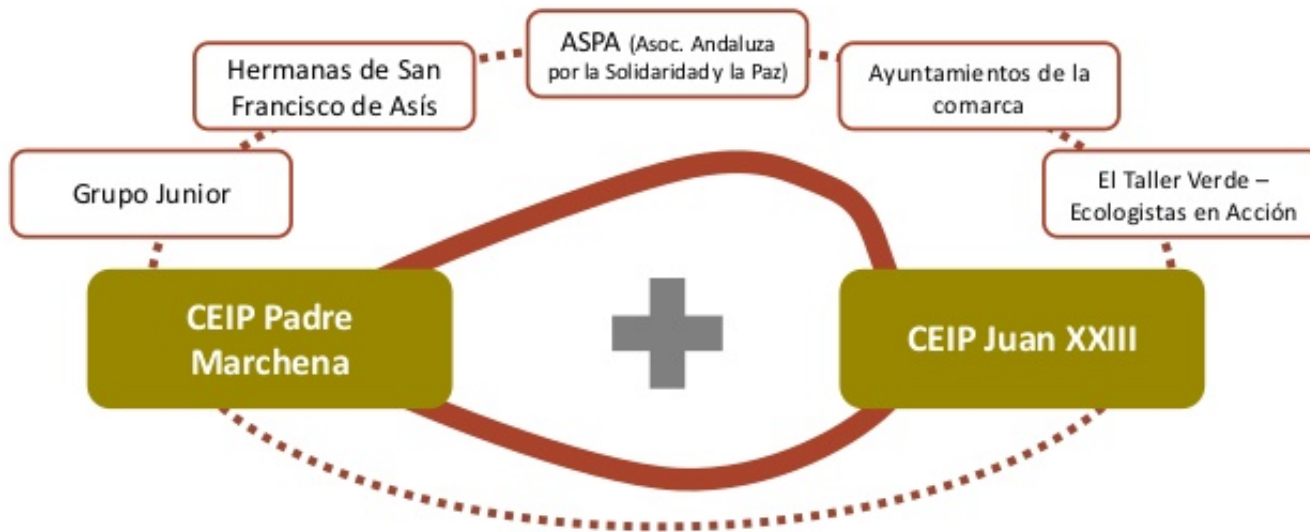 ASPA (Asoc. Andaluza
por la Solidaridad y la Paz)
Hermanas de San
Francisco de Asís
Ayuntamientos de la
comarca
Grupo Junior
El Taller Verde –
Ecologistas en Acción
CEIP Padre
Marchena
CEIP Juan XXIII